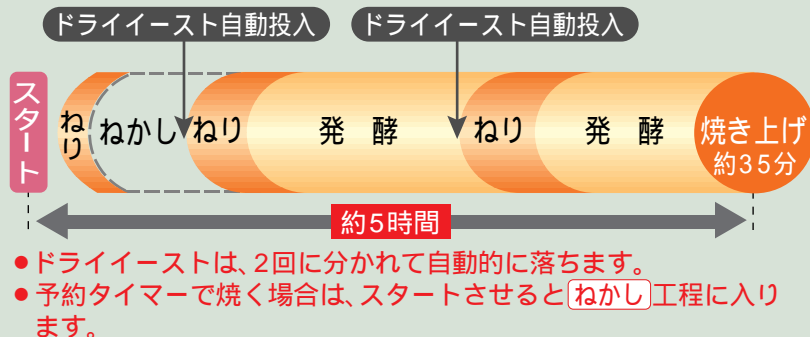 ドライイースト自動投入
ドライイースト自動投入
スタート
ねり
ねかし
ねり
発 酵
ねり
発 酵
焼き上げ
約35分
約5時間
●ドライイーストは、2回に分かれて自動的に落ちます。
●予約タイマーで焼く場合は、スタートさせるとねかし工程に入り
ます。